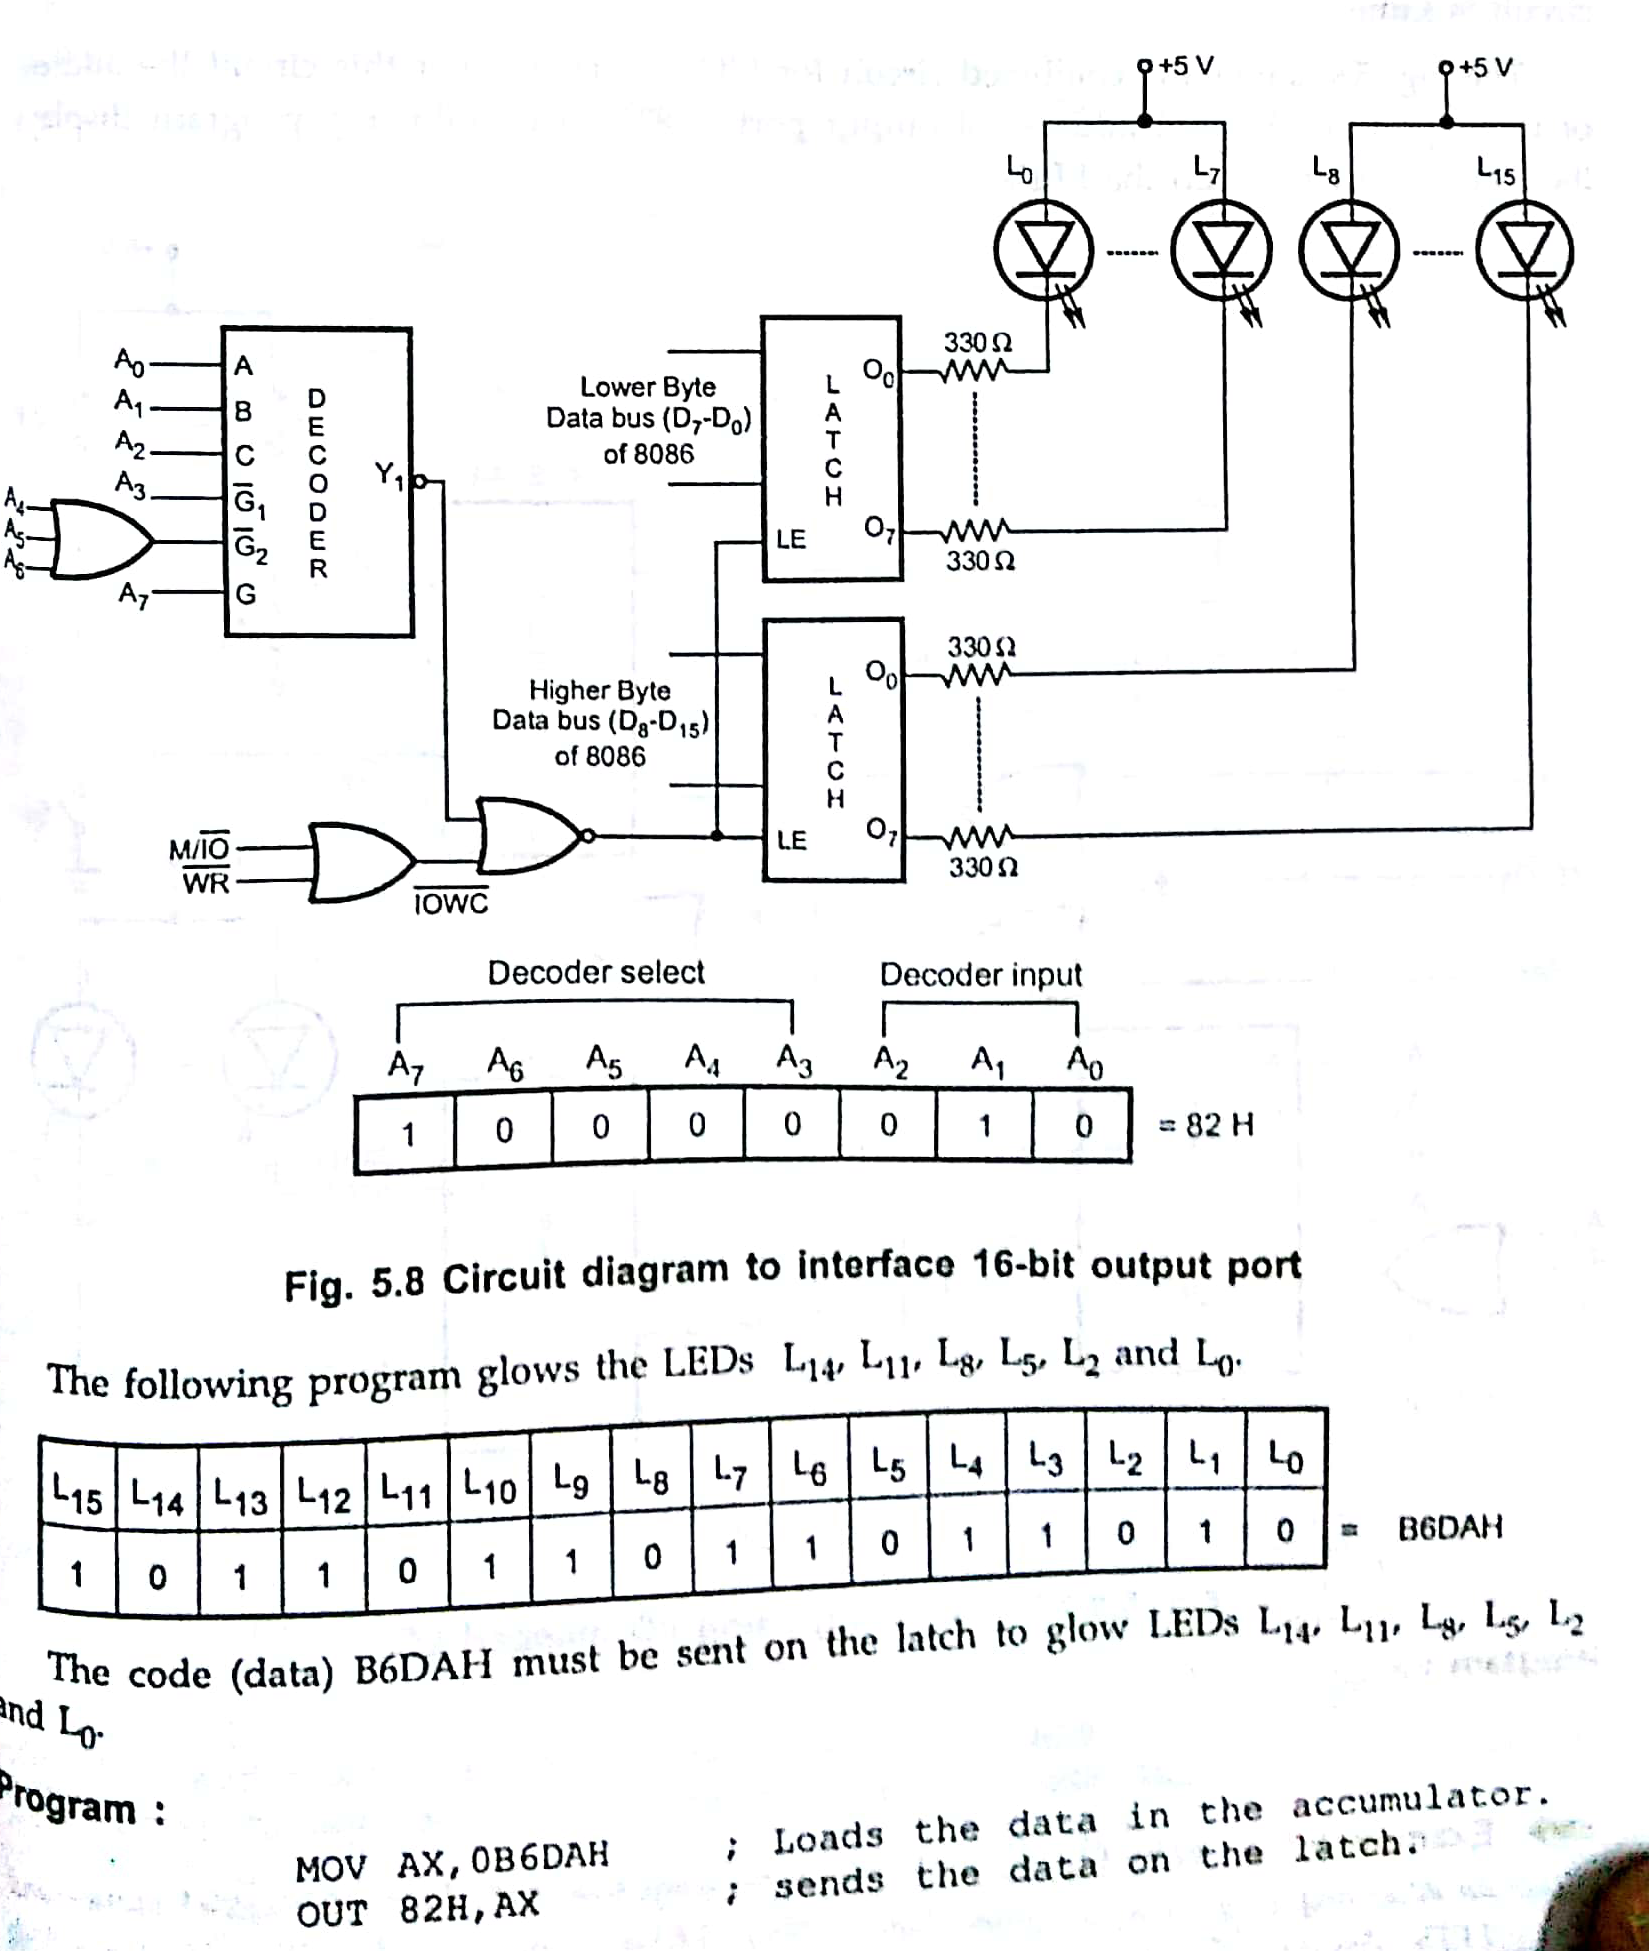 +5 V +5 V
L0 L7 L8 L15
A0 A
A1 B
A2 C
A3 G̅1
A4
A5
A6
G̅2
A7 G
DECODER
Y1
Lower Byte
Data bus (D7-D0)
of 8086
LATCH
LE
O0
O7
330 Ω
330 Ω
Higher Byte
Data bus (D8-D15)
of 8086
LATCH
LE
O0
O7
330 Ω
330 Ω
M/I̅O̅
W̅R̅
I̅O̅W̅C̅
Decoder select Decoder input
A7 A6 A5 A4 A3 A2 A1 A0
1 0 0 0 0 0 1 0 = 82 H
Fig. 5.8 Circuit diagram to interface 16-bit output port
The following program glows the LEDs L14, L11, L8, L5, L2 and L0.
L15 L14 L13 L12 L11 L10 L9 L8 L7 L6 L5 L4 L3 L2 L1 L0
1 0 1 1 0 1 1 0 1 1 0 1 1 0 1 0 = B6DAH
The code (data) B6DAH must be sent on the latch to glow LEDs L14, L11, L8, L5, L2
and L0.
Program :
MOV AX,0B6DAH ; Loads the data in the accumulator.
OUT 82H,AX ; sends the data on the latch.